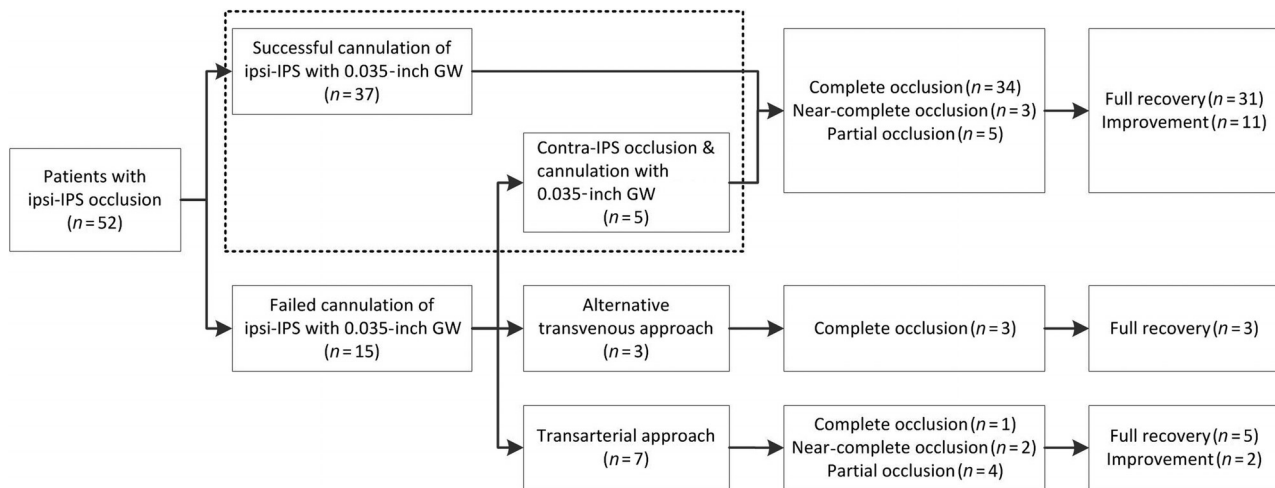 Patients with
ipsi-IPS occlusion
(n=52)
Successful cannulation of
ipsi-IPS with 0.035-inch GW
(n=37)
Failed cannulation of
ipsi-IPS with 0.035-inch GW
(n=15)
Contra-IPS occlusion &
cannulation with
0.035-inch GW
(n=5)
Alternative
transvenous approach
(n=3)
Transarterial approach
(n=7)
Complete occlusion (n=34)
Near-complete occlusion (n=3)
Partial occlusion (n=5)
Full recovery (n=31)
Improvement (n=11)
Complete occlusion (n=3)
Full recovery (n=3)
Complete occlusion (n=1)
Near-complete occlusion (n=2)
Partial occlusion (n=4)
Full recovery (n=5)
Improvement (n=2)